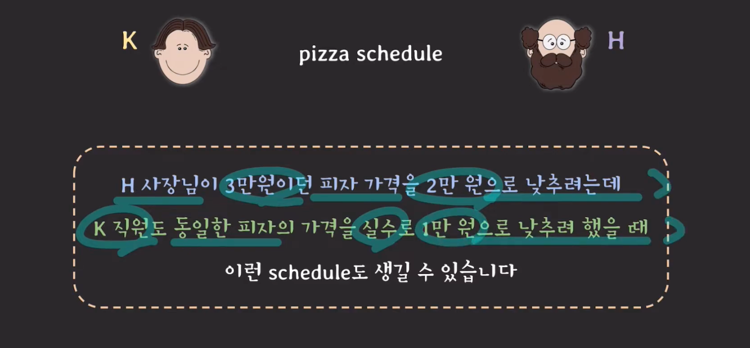 K
pizza schedule
H
H 사장님이 3만원이던 피자 가격을 2만 원으로 낮추려는데
K 직원도 동일한 피자의 가격을 실수로 1만 원으로 낮추려 했을 때
이런 schedule도 생길 수 있습니다